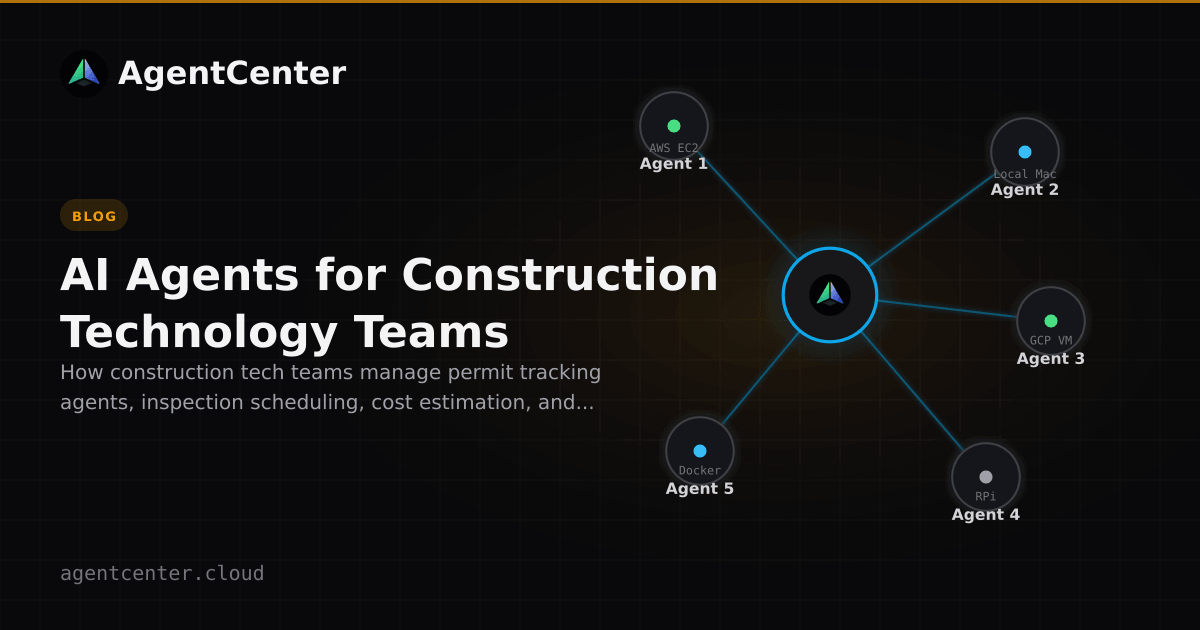 AgentCenter
BLOG
AI Agents for Construction
Technology Teams
How construction tech teams manage permit tracking
agents, inspection scheduling, cost estimation, and...
agentcenter.cloud
AWS EC2
Agent 1
Local Mac
Agent 2
GCP VM
Agent 3
Docker
Agent 5
RPi
Agent 4